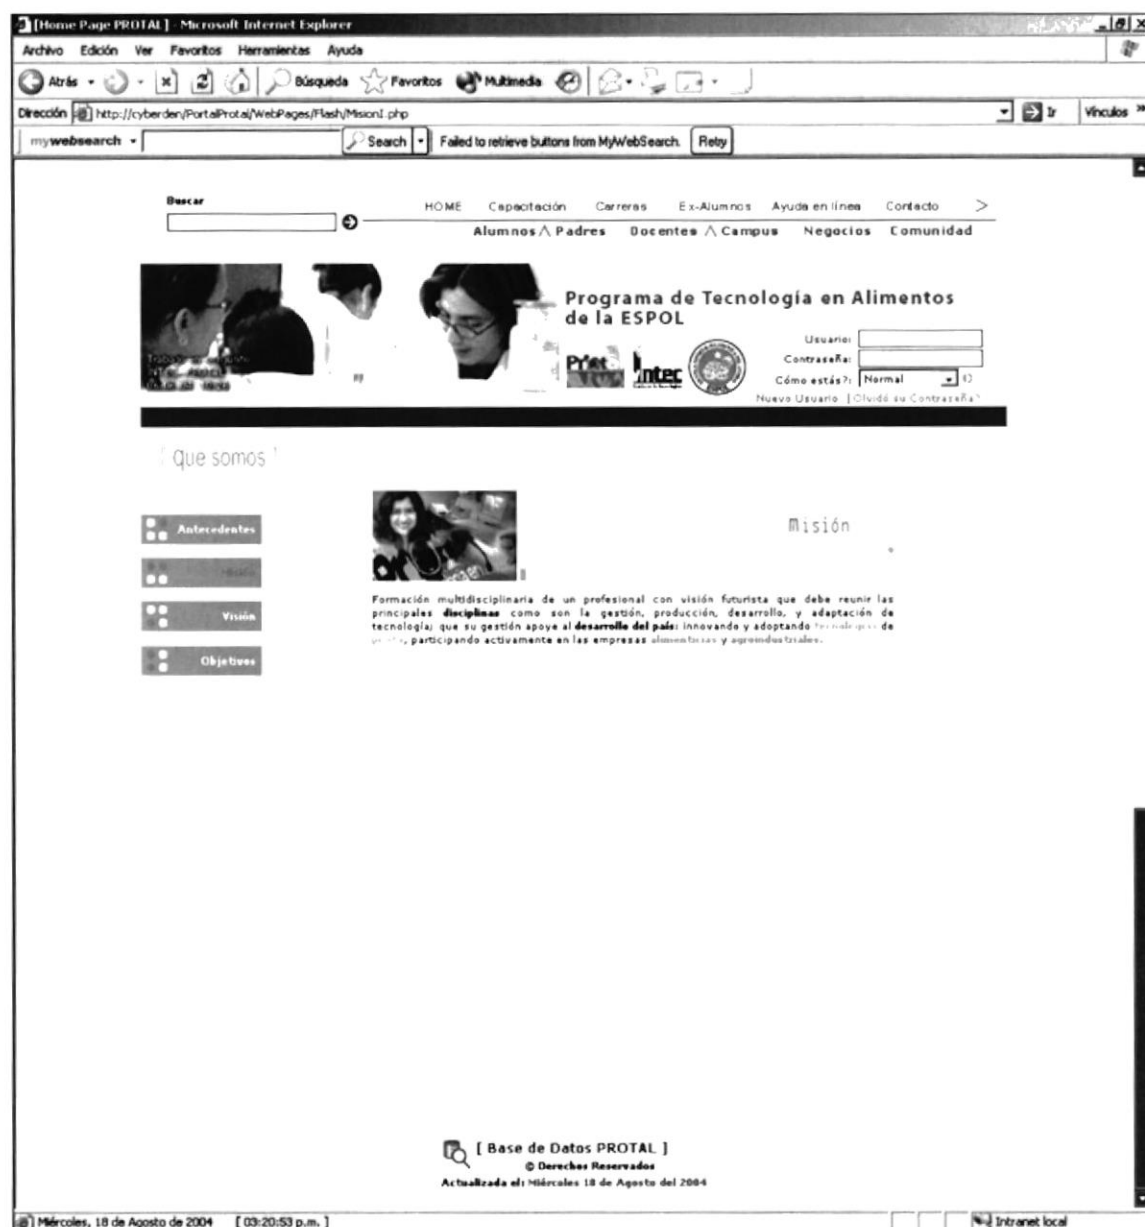 [Home Page PROTAL] - Microsoft Internet Explorer
Archivo Edición Ver Favoritos Herramientas Ayuda
Atrás Búsqueda Favoritos Multimedia
Dirección http://cyberden/PortalProtal/WebPages/Flash/Mision1.php Ir Vínculos »
mywebsearch Search Failed to retrieve buttons from MyWebSearch. Retry
Buscar
HOME Capacitación Carreras Ex-Alumnos Ayuda en línea Contacto >
Alumnos Padres Docentes Campus Negocios Comunidad
Programa de Tecnología en Alimentos
de la ESPOL
Usuario:
Contraseña:
Cómo estás?: Normal
Nuevo Usuario | Olvidó su Contraseña?
intec
que somos
Antecedentes
Visión
Objetivos
Misión
Formación multidisciplinaria de un profesional con visión futurista que debe reunir las
principales disciplinas como son la gestión, producción, desarrollo, y adaptación de
tecnología; que su gestión apoye al desarrollo del país: innovando y adoptando tecnologías de
participando activamente en las empresas alimenticias y agroindustriales.
[ Base de Datos PROTAL ]
© Derechos Reservados
Actualizada el: Miércoles 18 de Agosto del 2004
Miércoles, 18 de Agosto de 2004 [ 03:20:53 p.m. ] Intranet local